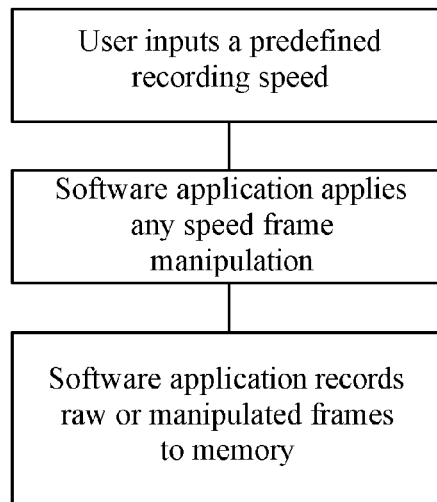 User inputs a predefined
recording speed
Software application applies
any speed frame
manipulation
Software application records
raw or manipulated frames
to memory